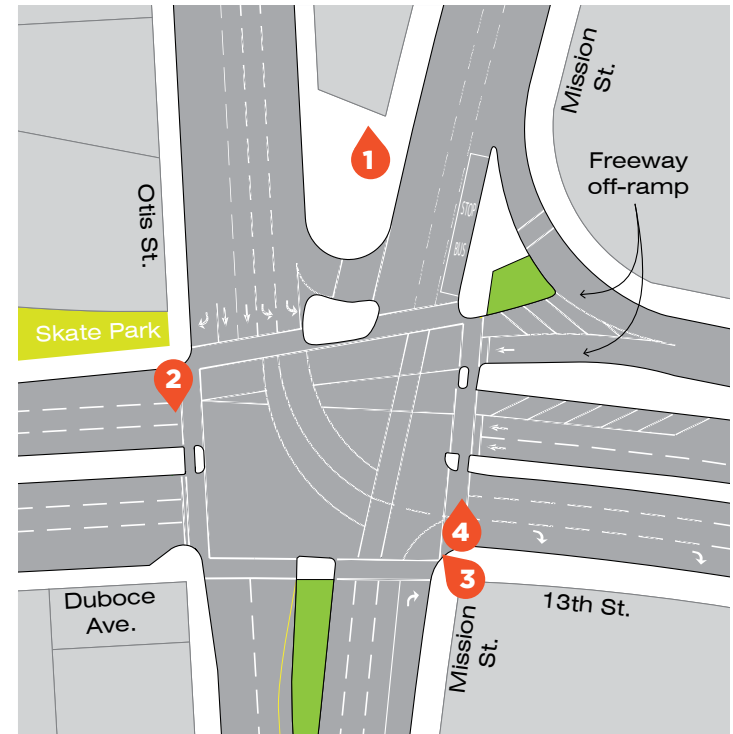 Mission
St.
1
Freeway
off-ramp
Otis St.
STOP
BUS
Skate Park
2
4
3
Duboce
Ave.
Mission
St.
13th St.